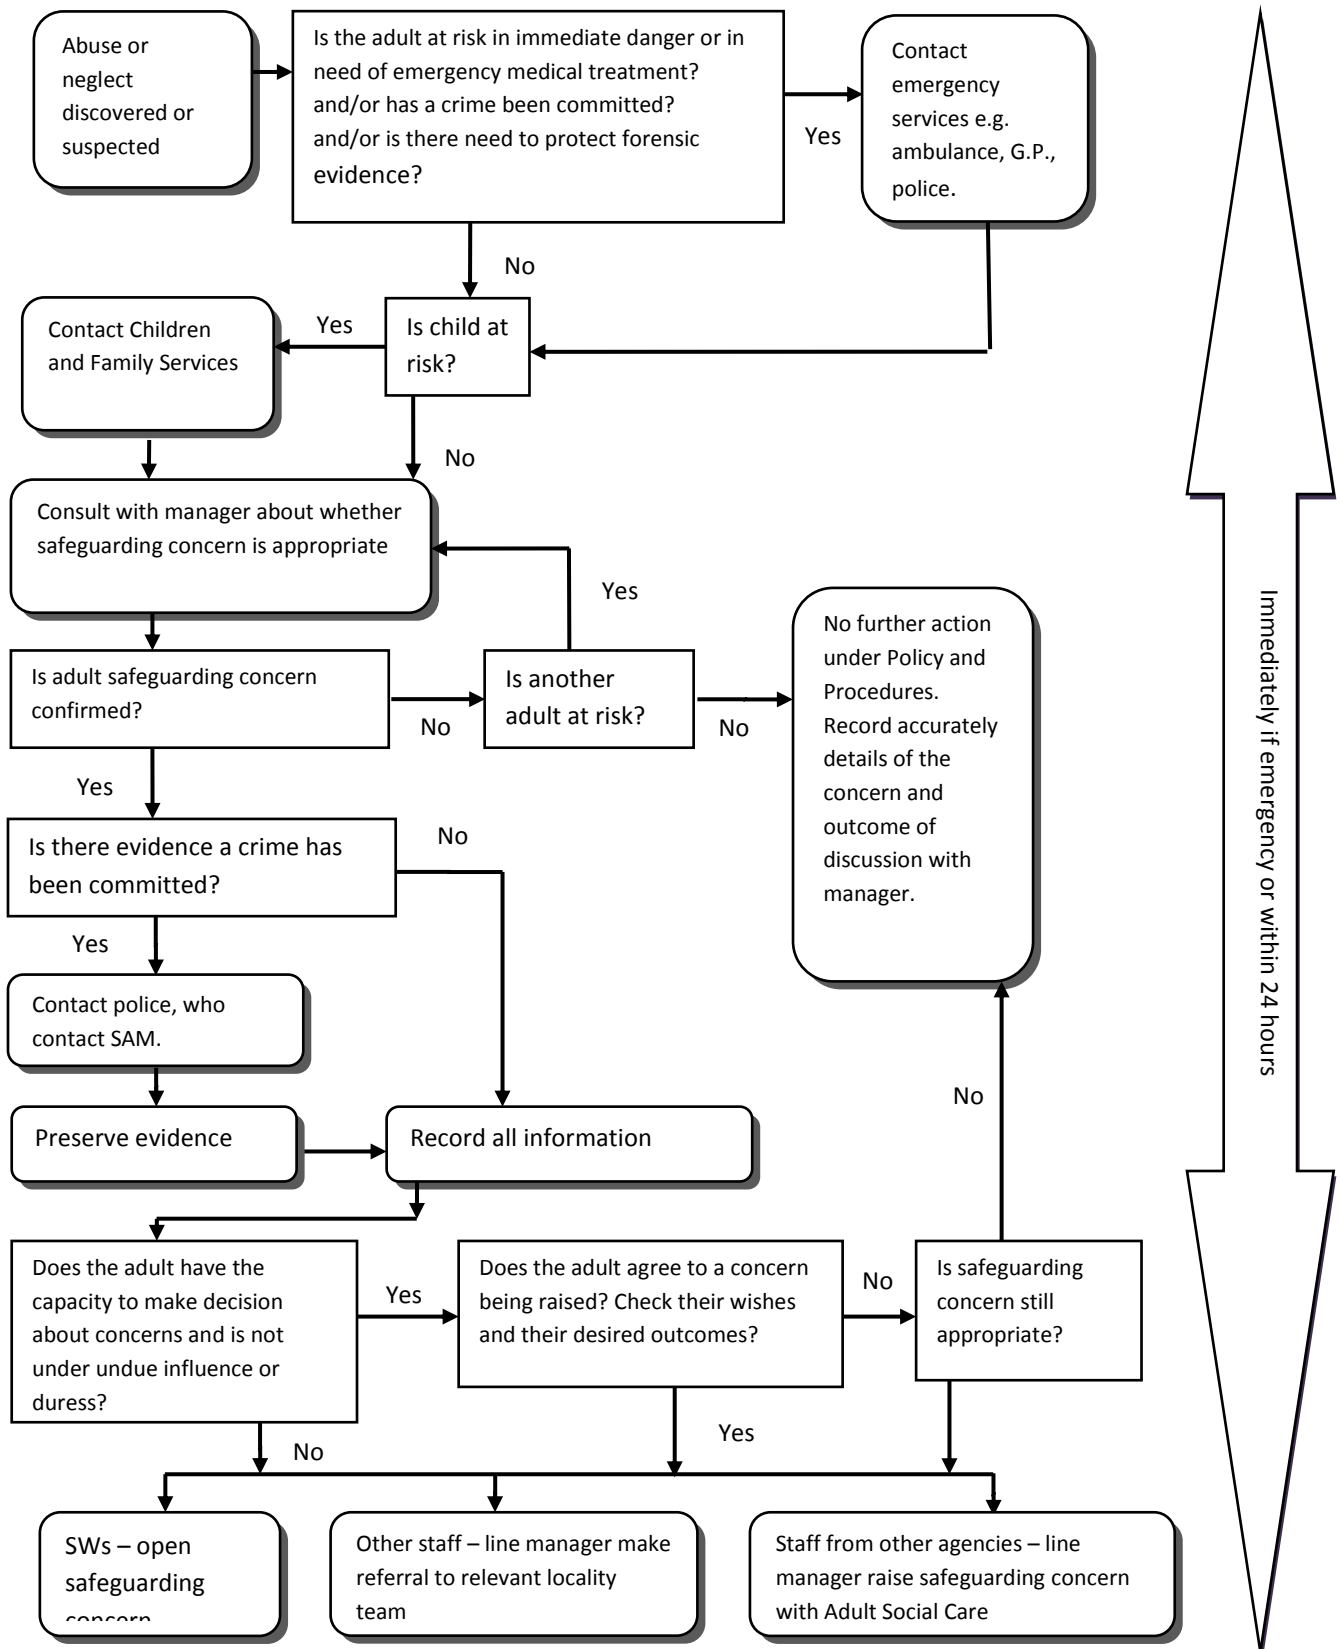 Abuse or
neglect
discovered or
suspected
Is the adult at risk in immediate danger or in
need of emergency medical treatment?
and/or has a crime been committed?
and/or is there need to protect forensic
evidence?
Yes
Contact
emergency
services e.g.
ambulance, G.P.,
police.
No
Contact Children
and Family Services
Yes
Is child at
risk?
No
Consult with manager about whether
safeguarding concern is appropriate
Yes
Is adult safeguarding concern
confirmed?
No
Is another
adult at risk?
No
No further action
under Policy and
Procedures.
Record accurately
details of the
concern and
outcome of
discussion with
manager.
Immediately if emergency or within 24 hours
Yes
Is there evidence a crime has
been committed?
No
Yes
Contact police, who
contact SAM.
Preserve evidence
Record all information
No
Does the adult have the
capacity to make decision
about concerns and is not
under undue influence or
duress?
Yes
Does the adult agree to a concern
being raised? Check their wishes
and their desired outcomes?
No
Is safeguarding
concern still
appropriate?
No
Yes
SWs – open
safeguarding
concern
Other staff – line manager make
referral to relevant locality
team
Staff from other agencies – line
manager raise safeguarding concern
with Adult Social Care